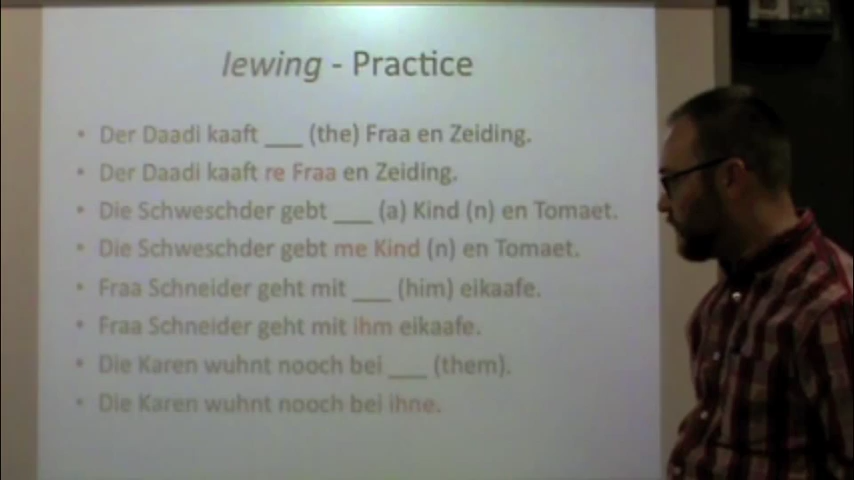 Iewing - Practice
• Der Daadi kaaft ___ (the) Fraa en Zeiding.
• Der Daadi kaaft re Fraa en Zeiding.
• Die Schweschder gebt ___ (a) Kind (n) en Tomaet.
• Die Schweschder gebt me Kind (n) en Tomaet.
• Fraa Schneider geht mit ___ (him) eikaafe.
• Fraa Schneider geht mit ihm eikaafe.
• Die Karen wuhnt nooch bei ___ (them).
• Die Karen wuhnt nooch bei ihne.